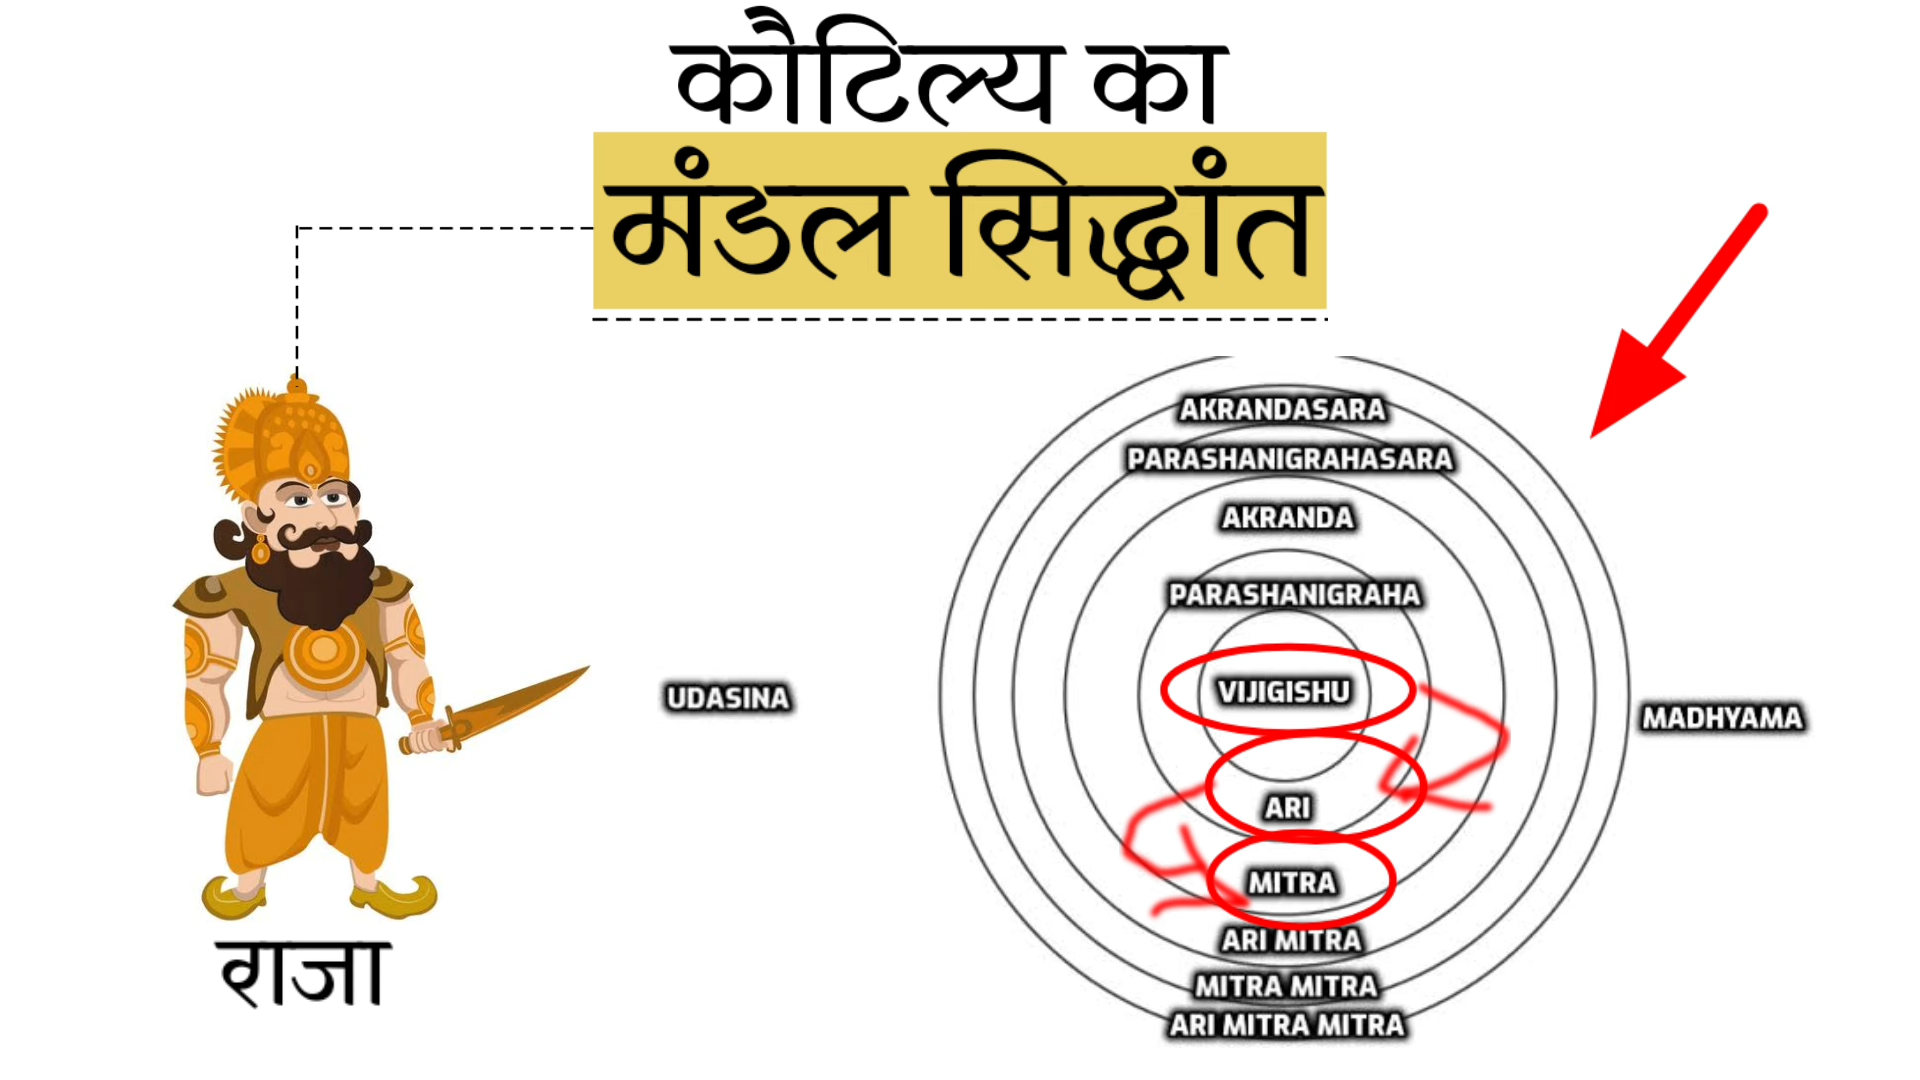 कौटिल्य का
मंडल सिद्धांत
AKRANDASARA
PARASHANIGRAHASARA
AKRANDA
PARASHANIGRAHA
VIJIGISHU
UDASINA
MADHYAMA
ARI
MITRA
ARI MITRA
MITRA MITRA
ARI MITRA MITRA
राजा